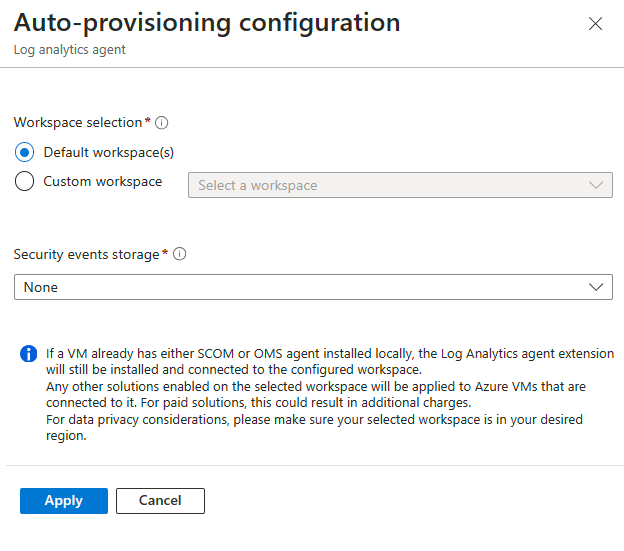 Auto-provisioning configuration
Log analytics agent
Workspace selection*
Default workspace(s)
Custom workspace
Select a workspace
Security events storage*
None
If a VM already has either SCOM or OMS agent installed locally, the Log Analytics agent extension
will still be installed and connected to the configured workspace.
Any other solutions enabled on the selected workspace will be applied to Azure VMs that are
connected to it. For paid solutions, this could result in additional charges.
For data privacy considerations, please make sure your selected workspace is in your desired
region.
Apply
Cancel